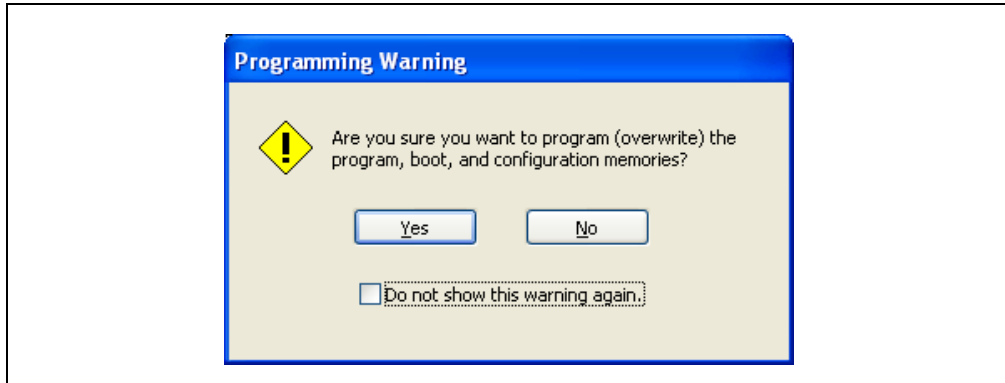 Programming Warning
Are you sure you want to program (overwrite) the
program, boot, and configuration memories?
Yes
No
Do not show this warning again.